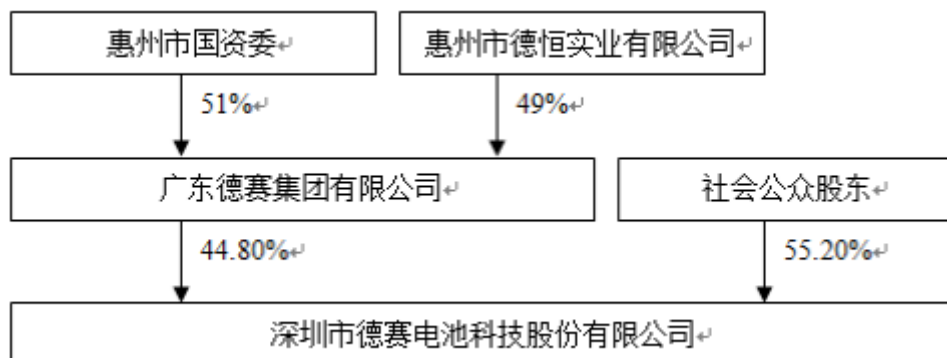 惠州市国资委↵
惠州市德恒实业有限公司↵
51%↵
49%↵
广东德赛集团有限公司↵
社会公众股东↵
44.80%↵
55.20%↵
深圳市德赛电池科技股份有限公司↵